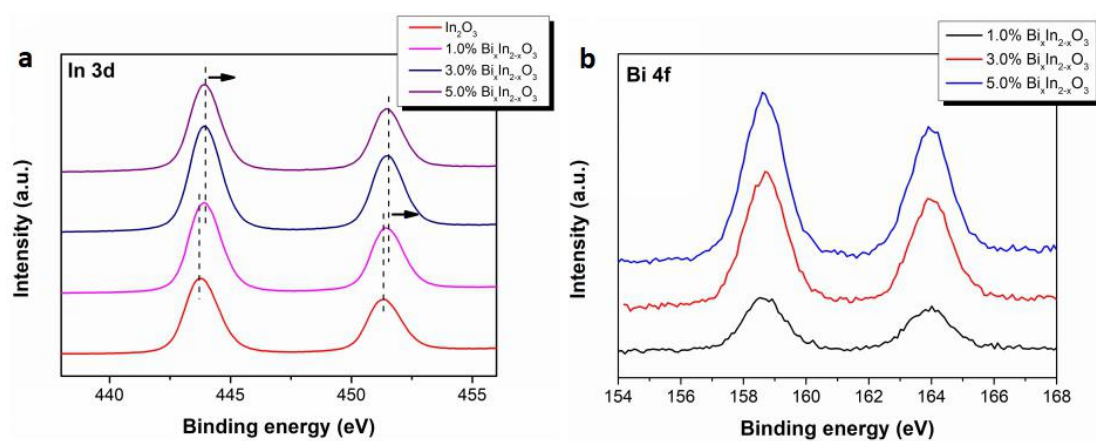 a
In 3d
In₂O₃
1.0% BiₓIn₂₋ₓO₃
3.0% BiₓIn₂₋ₓO₃
5.0% BiₓIn₂₋ₓO₃
Intensity (a.u.)
440 445 450 455
Binding energy (eV)
b
Bi 4f
1.0% BiₓIn₂₋ₓO₃
3.0% BiₓIn₂₋ₓO₃
5.0% BiₓIn₂₋ₓO₃
Intensity (a.u.)
154 156 158 160 162 164 166 168
Binding energy (eV)